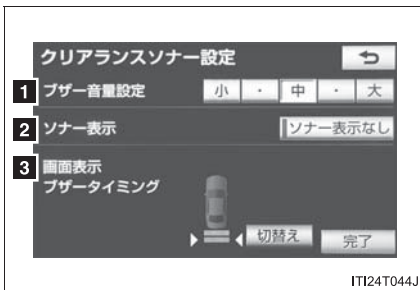 クリアランスソナー設定
1 ブザー音量設定 小 ・ 中 ・ 大
2 ソナー表示 ソナー表示なし
3 画面表示
ブザータイミング
切替え 完了
ITI24T044J